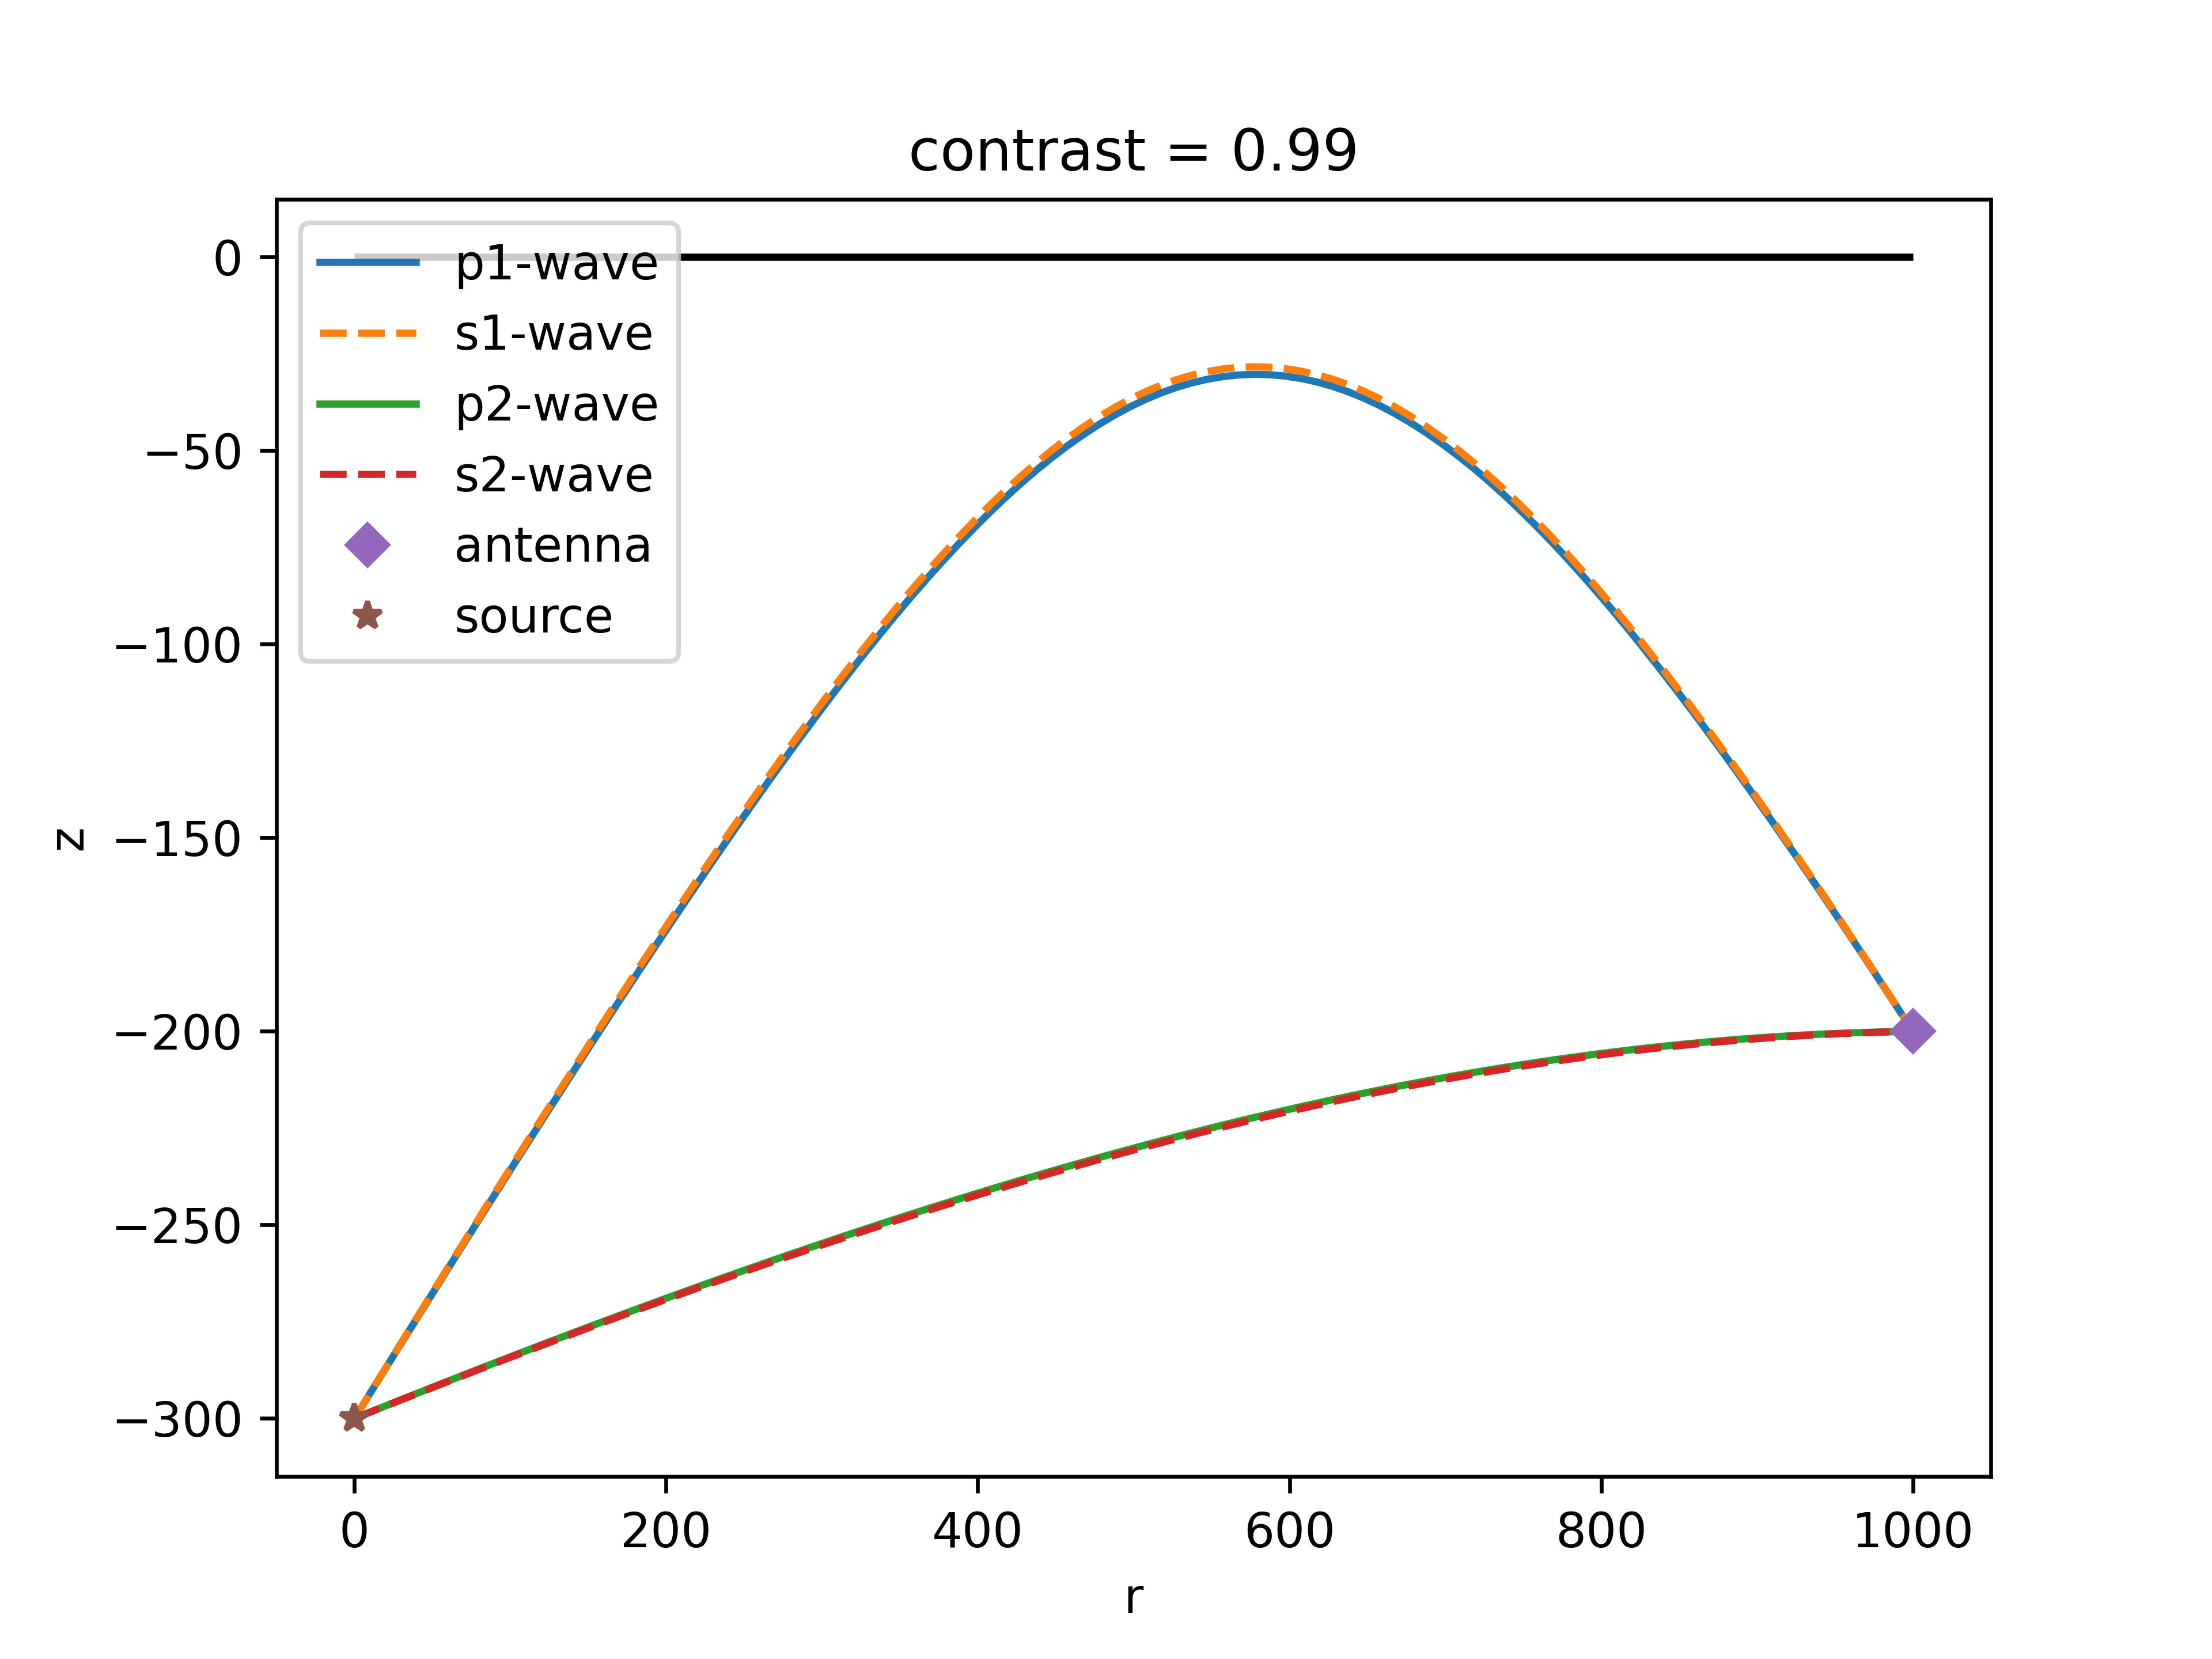 contrast = 0.99
p1-wave
s1-wave
p2-wave
s2-wave
antenna
source
0
−50
−100
−150
−200
−250
−300
z
0 200 400 600 800 1000
r